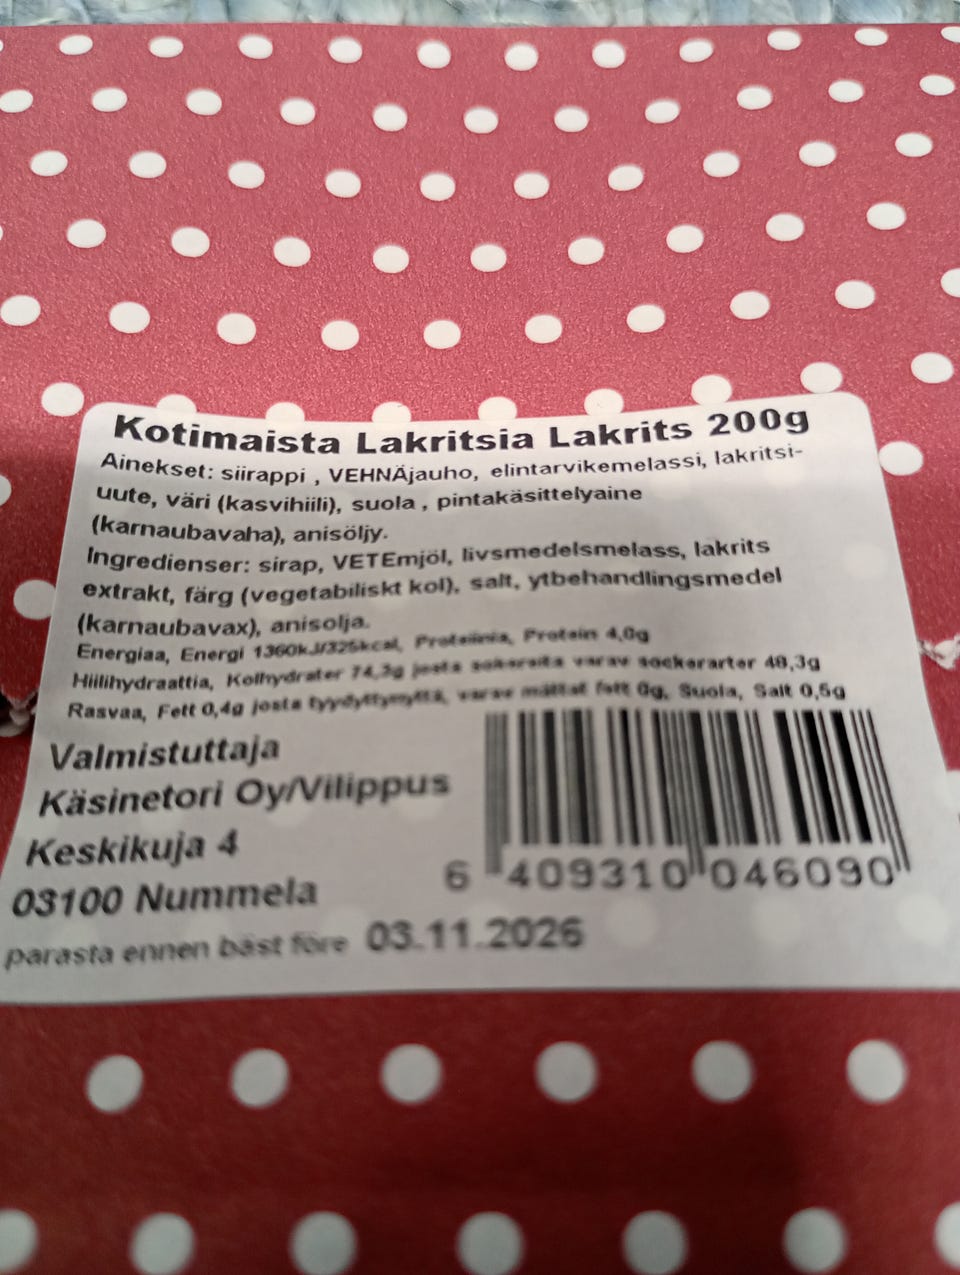 Kotimaista Lakritsia Lakrits 200g
Ainekset: siirappi , VEHNÄjauho, elintarvikemelassi, lakritsi-
uute, väri (kasvihiili), suola , pintakäsittelyaine
(karnaubavaha), anisöljy.
Ingredienser: sirap, VETEmjöl, livsmedelsmelass, lakrits
extrakt, färg (vegetabiliskt kol), salt, ytbehandlingsmedel
(karnaubavax), anisolja.
Energiaa, Energi 1360kJ/325kcal, Proteiinia, Protein 4,0g
Hiilihydraattia, Kolhydrater 74,3g josta sokereita varav sockerarter 48,3g
Rasvaa, Fett 0,4g josta tyydyttynyttä, varav mättat fett 0g, Suola, Salt 0,5g
Valmistuttaja
Käsinetori Oy/Vilippus
Keskikuja 4
03100 Nummela
6 409310 046090
parasta ennen bäst före 03.11.2026